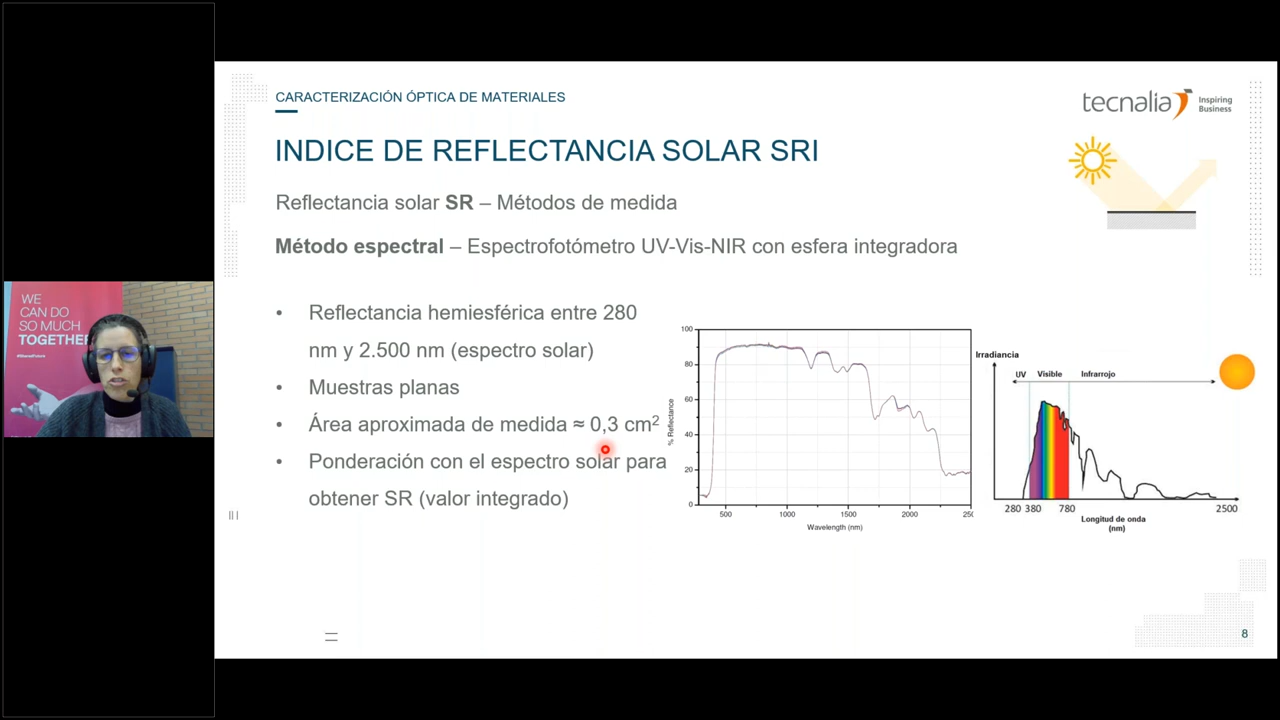 CARACTERIZACIÓN ÓPTICA DE MATERIALES
tecnalia Inspiring Business
INDICE DE REFLECTANCIA SOLAR SRI
Reflectancia solar SR – Métodos de medida
Método espectral – Espectrofotómetro UV-Vis-NIR con esfera integradora
• Reflectancia hemiesférica entre 280
nm y 2.500 nm (espectro solar)
• Muestras planas
• Área aproximada de medida ≈ 0,3 cm²
• Ponderación con el espectro solar para
obtener SR (valor integrado)
100
80
60
40
20
0
% Reflectance
500 1000 1500 2000 250
Wavelength (nm)
Irradiancia
UV Visible Infrarrojo
280 380 780 2500
Longitud de onda
(nm)
8
WE
CAN DO
SO MUCH
TOGETHER